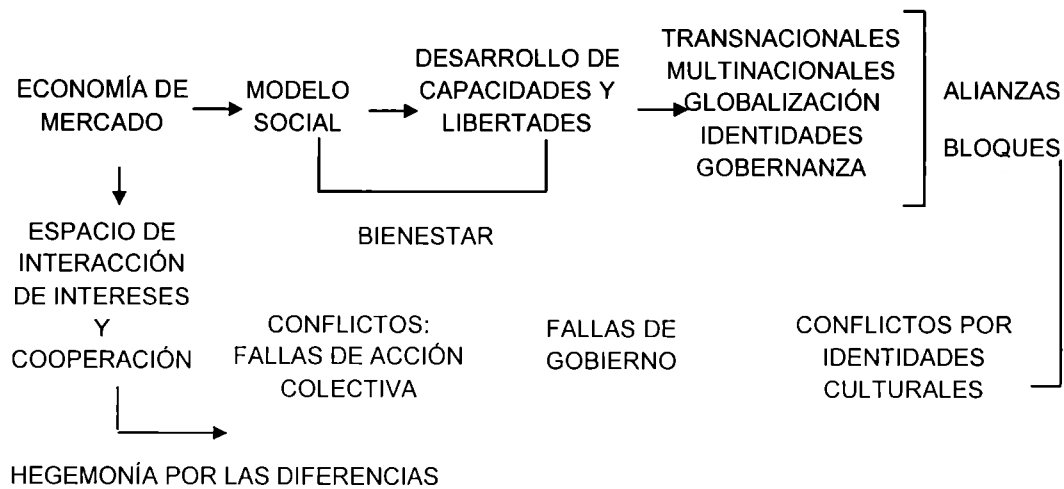 ECONOMÍA DE
MERCADO
MODELO
SOCIAL
DESARROLLO DE
CAPACIDADES Y
LIBERTADES
TRANSNACIONALES
MULTINACIONALES
GLOBALIZACIÓN
IDENTIDADES
GOBERNANZA
ALIANZAS
BLOQUES
ESPACIO DE
INTERACCIÓN
DE INTERESES
Y
COOPERACIÓN
BIENESTAR
CONFLICTOS:
FALLAS DE ACCIÓN
COLECTIVA
FALLAS DE
GOBIERNO
CONFLICTOS POR
IDENTIDADES
CULTURALES
HEGEMONÍA POR LAS DIFERENCIAS